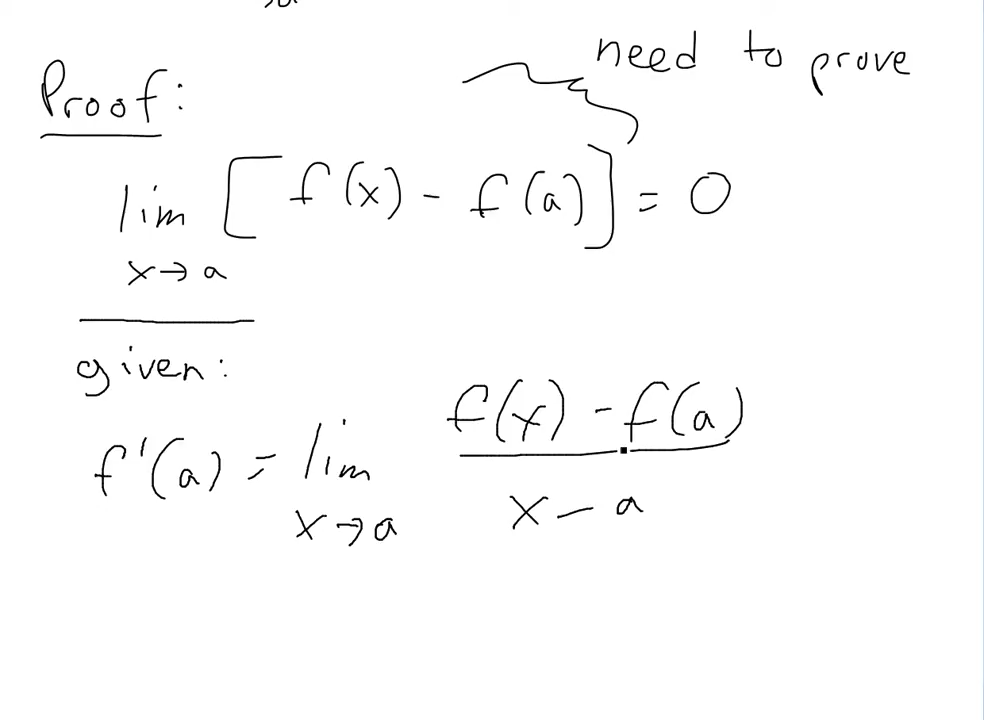 need to prove
Proof:
lim [f(x) - f(a)] = 0
x→a
given:
f'(a) = lim f(x) - f(a)
x→a x - a